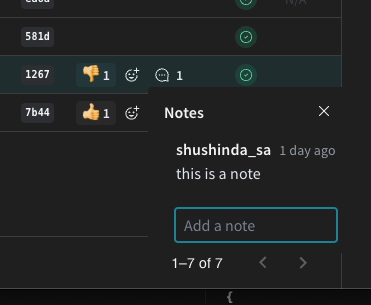 N/A
581d
1267 👎 1 1
7b44 👍 1
Notes
shushinda_sa 1 day ago
this is a note
Add a note
1–7 of 7
{